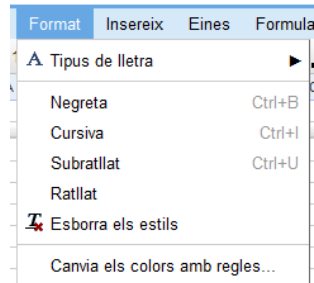 Format Insereix Eines Formula
Tipus de lletra
Negreta Ctrl+B
Cursiva Ctrl+I
Subratllat Ctrl+U
Ratllat
Esborra els estils
Canvia els colors amb regles...